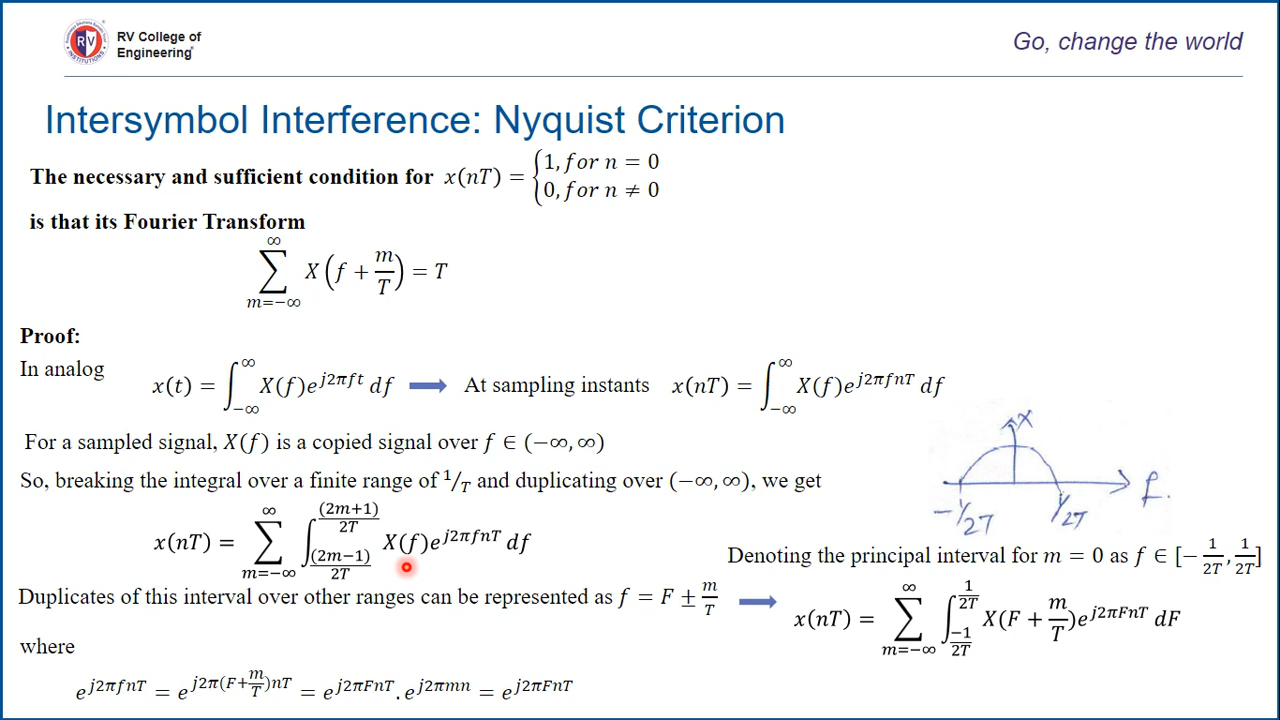 RV College of
Engineering
Go, change the world
Intersymbol Interference: Nyquist Criterion
The necessary and sufficient condition for x(nT) = {1, for n = 0
0, for n ≠ 0
is that its Fourier Transform
∑_{m=−∞}^{∞} X(f + m/T) = T
Proof:
In analog x(t) = ∫_{−∞}^{∞} X(f)e^{j2πft} df At sampling instants x(nT) = ∫_{−∞}^{∞} X(f)e^{j2πfnT} df
For a sampled signal, X(f) is a copied signal over f ∈ (−∞,∞)
So, breaking the integral over a finite range of 1/T and duplicating over (−∞,∞), we get
x(nT) = ∑_{m=−∞}^{∞} ∫_{(2m−1)/2T}^{(2m+1)/2T} X(f)e^{j2πfnT} df
X
f.
−1/2T
1/2T
Denoting the principal interval for m = 0 as f ∈ [−1/2T, 1/2T]
Duplicates of this interval over other ranges can be represented as f = F ± m/T
x(nT) = ∑_{m=−∞}^{∞} ∫_{−1/2T}^{1/2T} X(F + m/T)e^{j2πFnT} dF
where
e^{j2πfnT} = e^{j2π(F+m/T)nT} = e^{j2πFnT}.e^{j2πmn} = e^{j2πFnT}